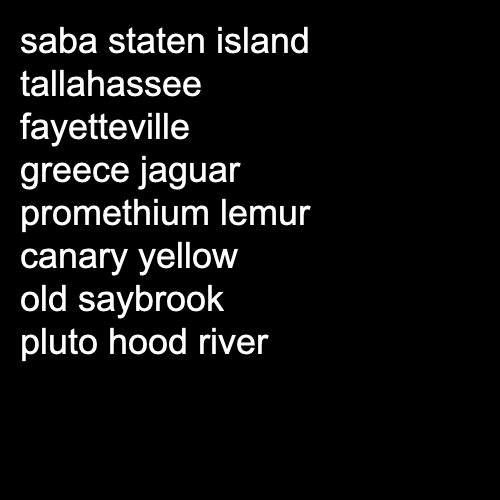 saba staten island
tallahassee
fayetteville
greece jaguar
promethium lemur
canary yellow
old saybrook
pluto hood river